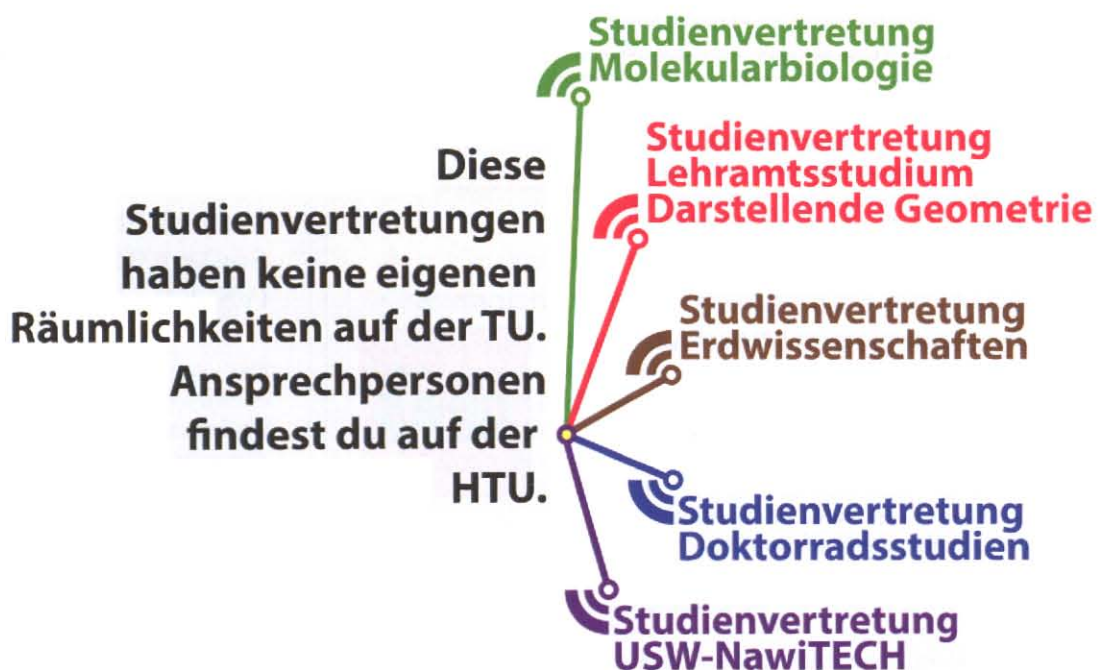 Diese
Studienvertretungen
haben keine eigenen
Räumlichkeiten auf der TU.
Ansprechpersonen
findest du auf der
HTU.
Studienvertretung
Molekularbiologie
Studienvertretung
Lehramtsstudium
Darstellende Geometrie
Studienvertretung
Erdwissenschaften
Studienvertretung
Doktorradsstudien
Studienvertretung
USW-NawiTECH